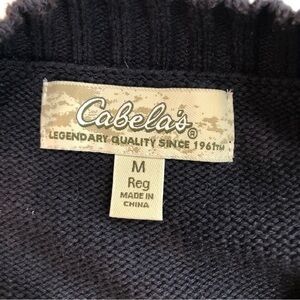 Cabela's®
LEGENDARY QUALITY SINCE 1961™
M
Reg
MADE IN
CHINA